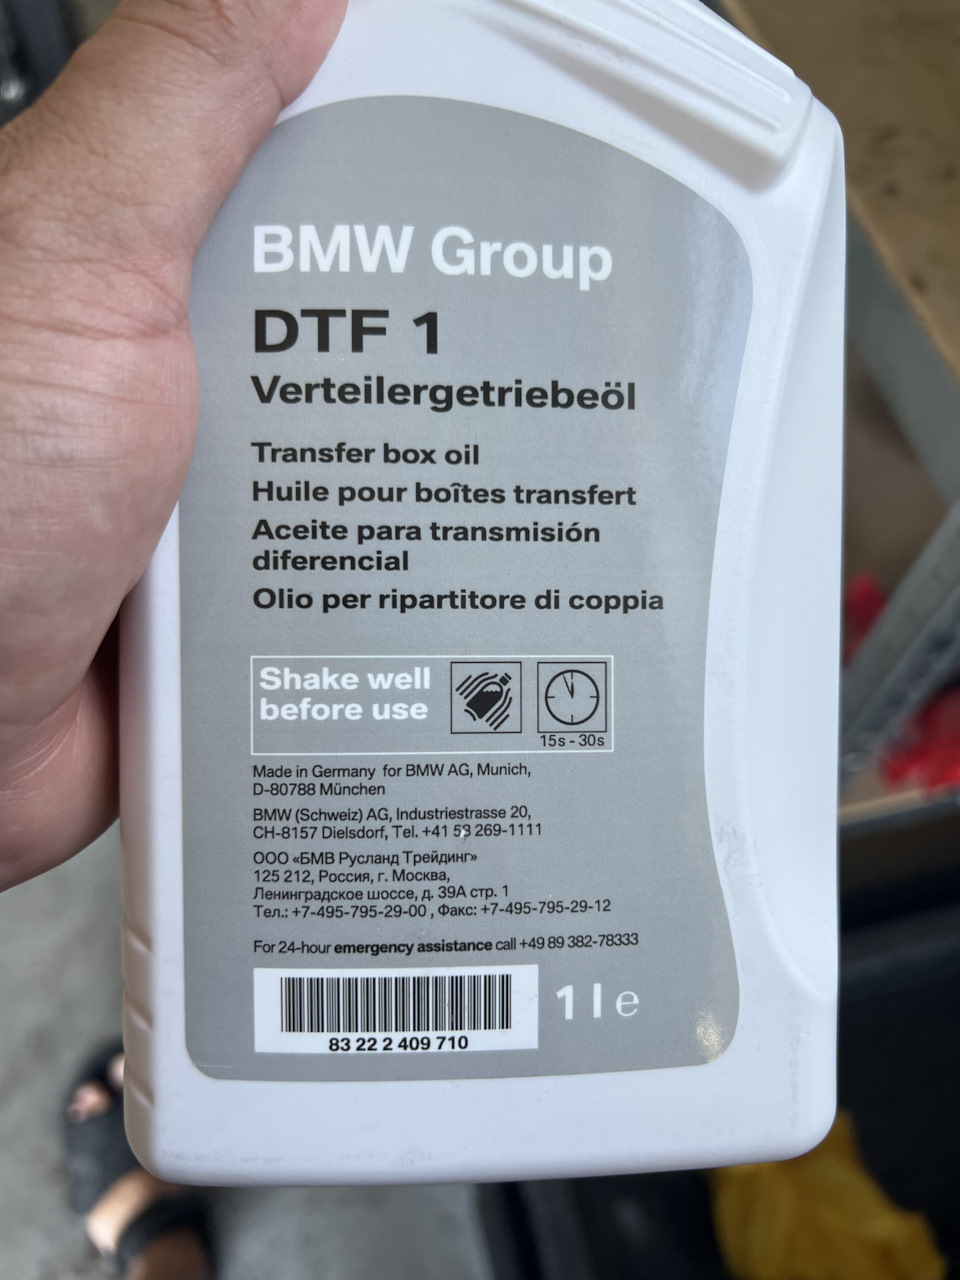 BMW Group
DTF 1
Verteilergetriebeöl
Transfer box oil
Huile pour boîtes transfert
Aceite para transmisión
diferencial
Olio per ripartitore di coppia
Shake well
before use
15s - 30s
Made in Germany for BMW AG, Munich,
D-80788 München
BMW (Schweiz) AG, Industriestrasse 20,
CH-8157 Dielsdorf, Tel. +41 58 269-1111
ООО «БМВ Русланд Трейдинг»
125 212, Россия, г. Москва,
Ленинградское шоссе, д. 39А стр. 1
Тел.: +7-495-795-29-00 , Факс: +7-495-795-29-12
For 24-hour emergency assistance call +49 89 382-78333
83 22 2 409 710
1 l e